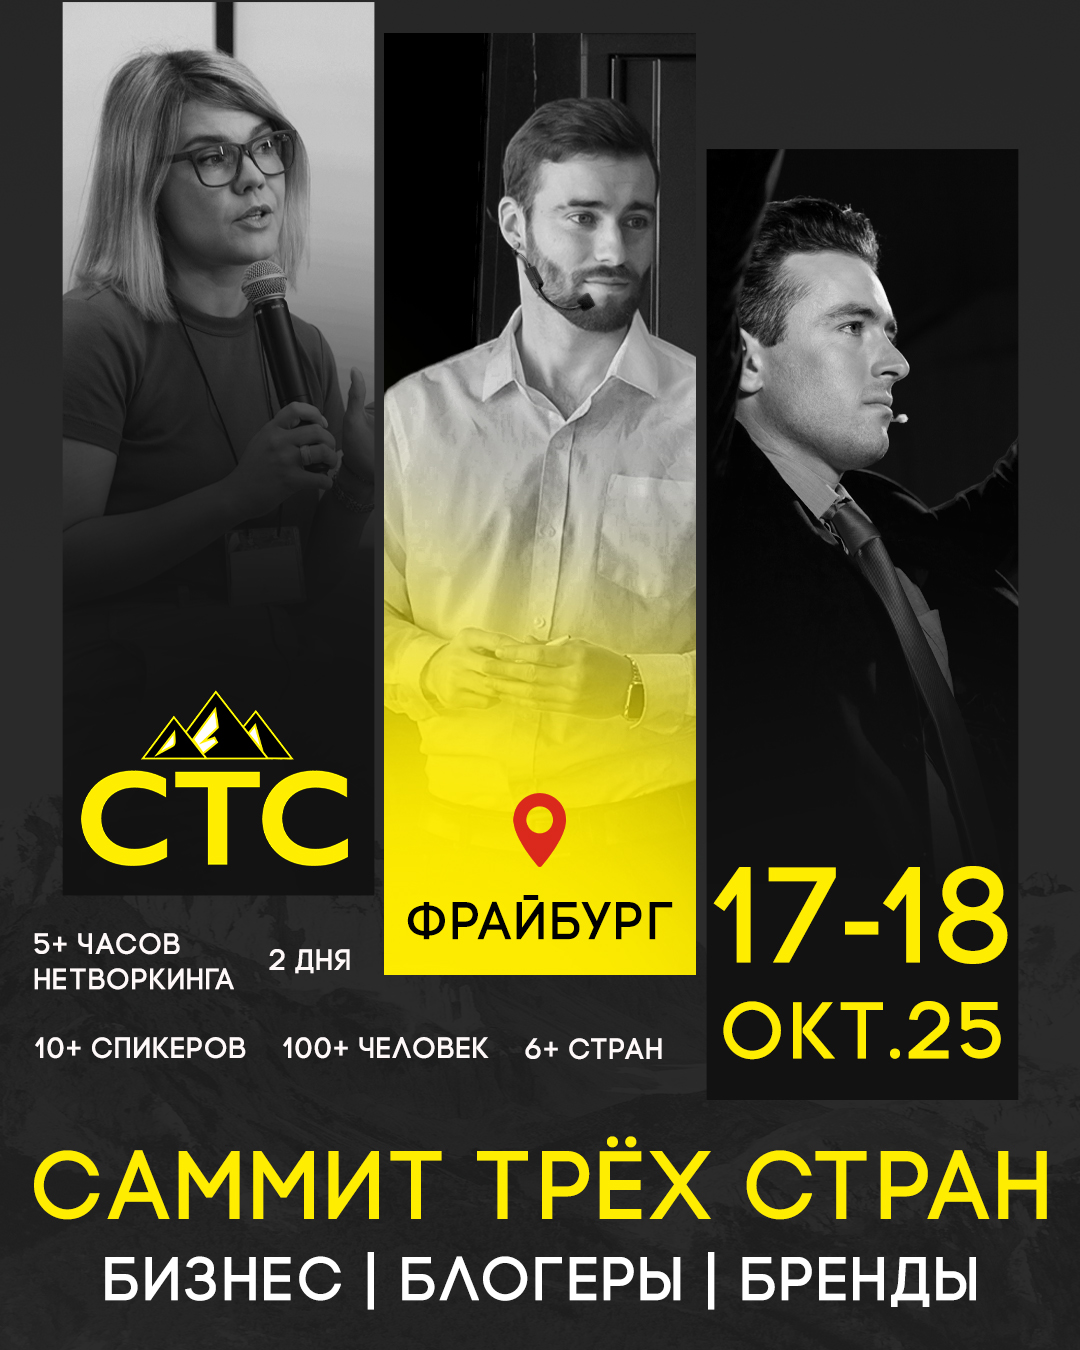 СТС
ФРАЙБУРГ
17-18
ОКТ.25
5+ ЧАСОВ
НЕТВОРКИНГА
2 ДНЯ
10+ СПИКЕРОВ
100+ ЧЕЛОВЕК
6+ СТРАН
САММИТ ТРЁХ СТРАН
БИЗНЕС | БЛОГЕРЫ | БРЕНДЫ